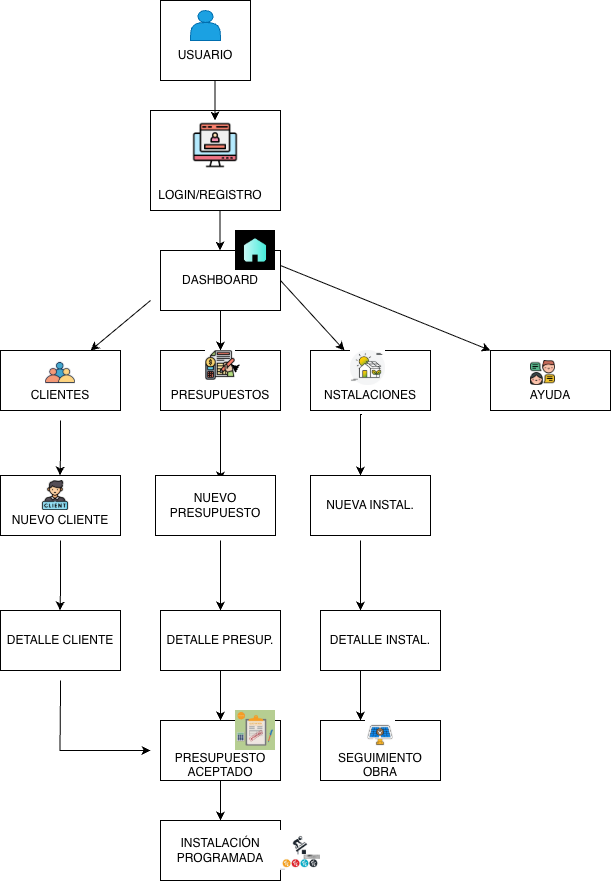 USUARIO
LOGIN/REGISTRO
DASHBOARD
CLIENTES
PRESUPUESTOS
NSTALACIONES
AYUDA
CLIENT
NUEVO CLIENTE
NUEVO
PRESUPUESTO
NUEVA INSTAL.
DETALLE CLIENTE
DETALLE PRESUP.
DETALLE INSTAL.
PRESUPUESTO
ACEPTADO
SEGUIMIENTO
OBRA
INSTALACIÓN
PROGRAMADA